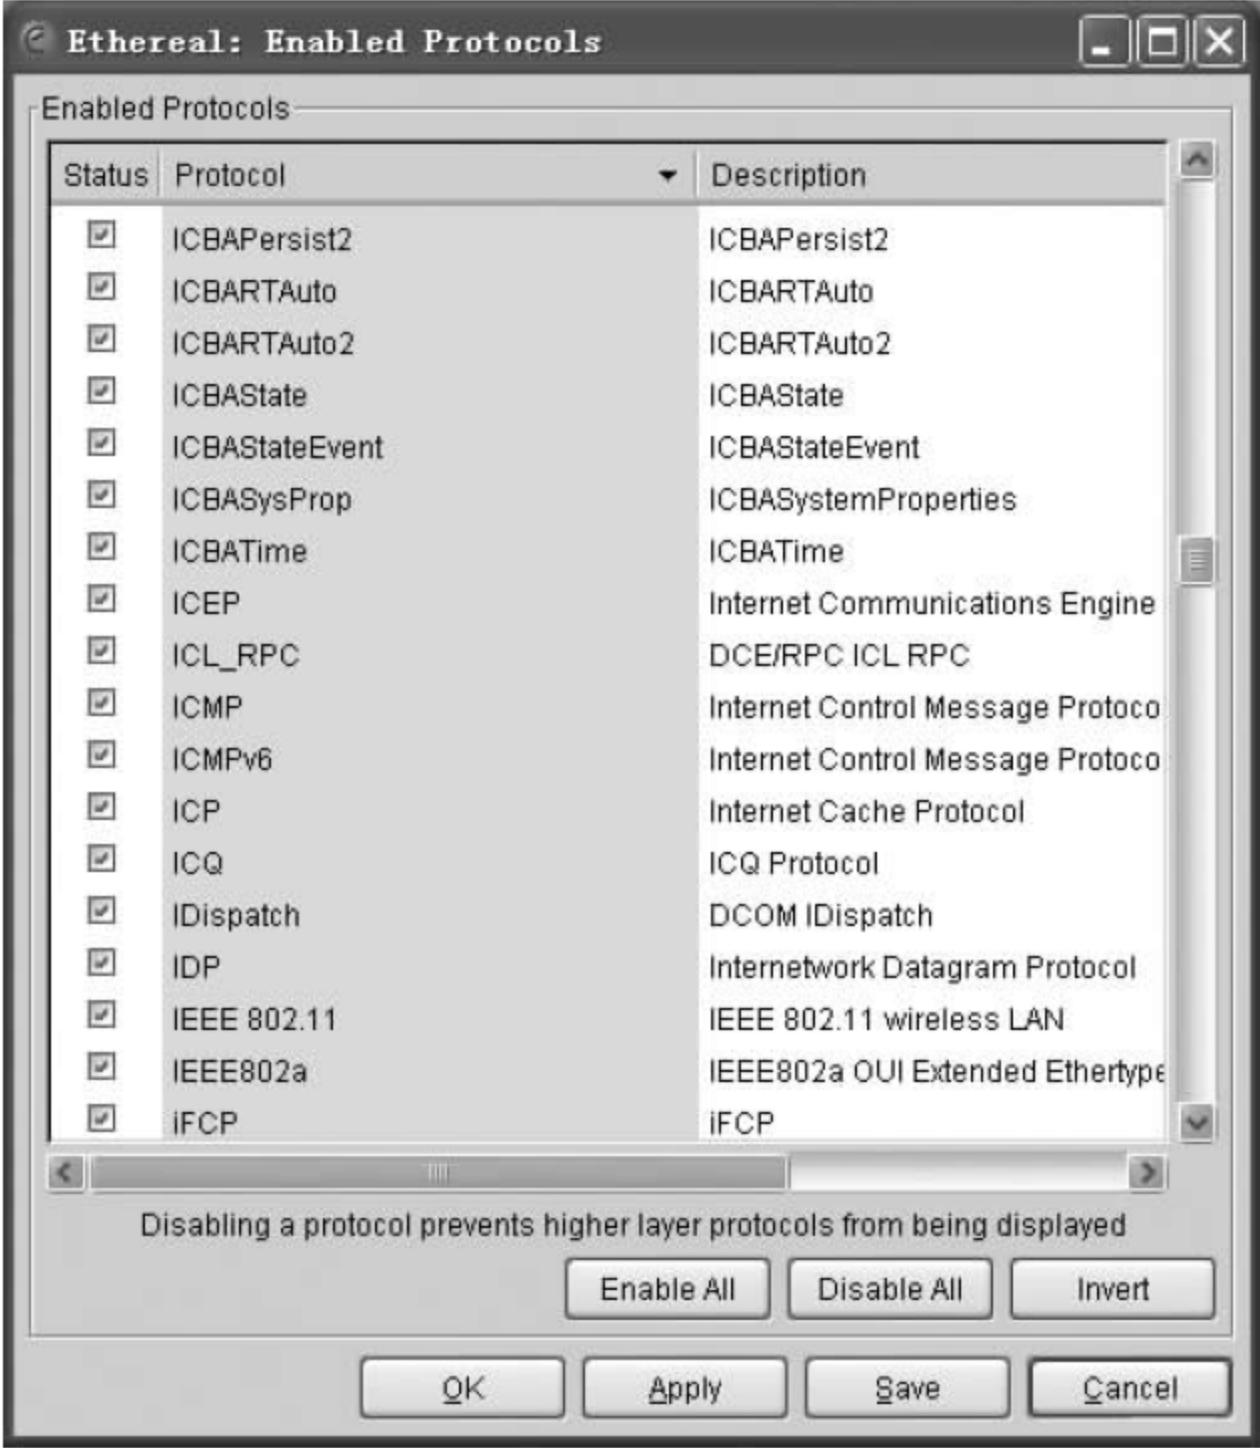 Ethereal: Enabled Protocols
Enabled Protocols
Status Protocol Description
ICBAPersist2 ICBAPersist2
ICBARTAuto ICBARTAuto
ICBARTAuto2 ICBARTAuto2
ICBAState ICBAState
ICBAStateEvent ICBAStateEvent
ICBASysProp ICBASystemProperties
ICBATime ICBATime
ICEP Internet Communications Engine
ICL_RPC DCE/RPC ICL RPC
ICMP Internet Control Message Protoco
ICMPv6 Internet Control Message Protoco
ICP Internet Cache Protocol
ICQ ICQ Protocol
IDispatch DCOM IDispatch
IDP Internetwork Datagram Protocol
IEEE 802.11 IEEE 802.11 wireless LAN
IEEE802a IEEE802a OUI Extended Ethertype
iFCP iFCP
Disabling a protocol prevents higher layer protocols from being displayed
Enable All Disable All Invert
OK Apply Save Cancel